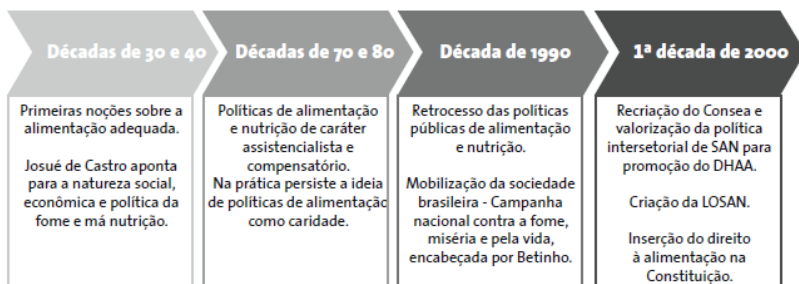 Décadas de 30 e 40
Primeiras noções sobre a
alimentação adequada.
Josué de Castro aponta
para a natureza social,
econômica e política da
fome e má nutrição.
Décadas de 70 e 80
Políticas de alimentação
e nutrição de caráter
assistencialista e
compensatório.
Na prática persiste a ideia
de políticas de alimentação
como caridade.
Década de 1990
Retrocesso das políticas
públicas de alimentação
e nutrição.
Mobilização da sociedade
brasileira - Campanha
nacional contra a fome,
miséria e pela vida,
encabeçada por Betinho.
1ª década de 2000
Recriação do Consea e
valorização da política
intersetorial de SAN para
promoção do DHAA.
Criação da LOSAN.
Inserção do direito
à alimentação na
Constituição.